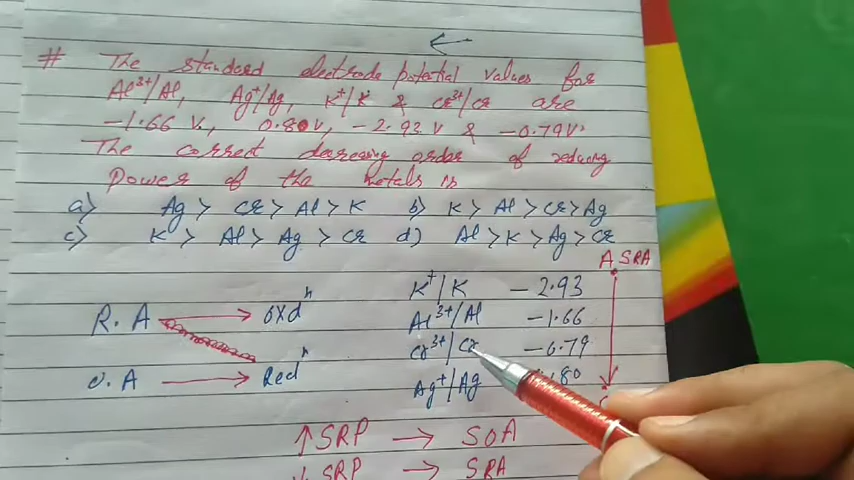 # The standard electrode potential values for
Al³⁺/Al, Ag⁺/Ag, K⁺/K & Cr³⁺/Cr are
-1.66 V., 0.80 V, -2.93 V & -0.79 V.
The correct decreasing order of reducing
Power of the metals is
a) Ag > Cr > Al > K b) K > Al > Cr > Ag
c) K > Al > Ag > Cr d) Al > K > Ag > Cr
A SRA
K⁺/K -2.93
R.A → oxdⁿ Al³⁺/Al -1.66
Cr³⁺/Cr -0.79
O.A → Redⁿ Ag⁺/Ag .80
↑SRP → SOA
↓SRP → SRA